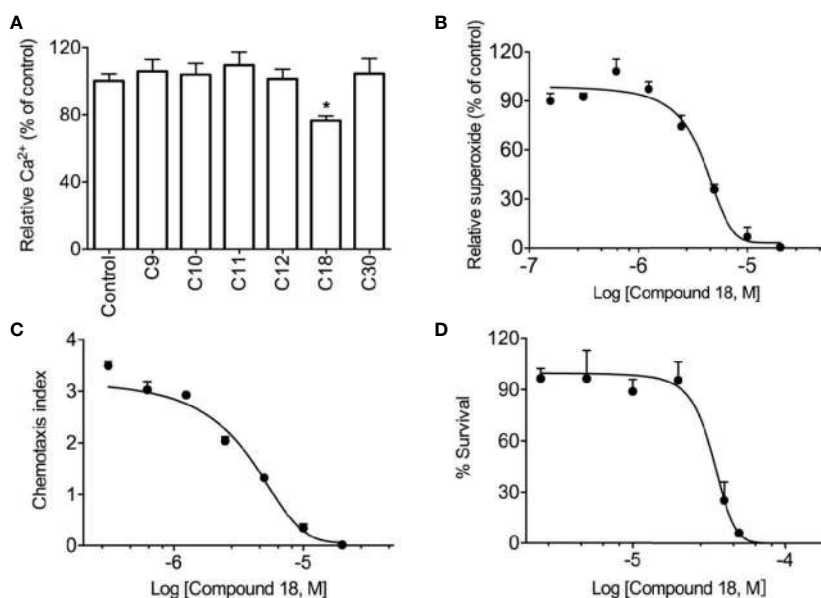 A
Relative Ca²⁺ (% of control)
120
80
40
0
Control
C9
C10
C11
C12
C18
C30
*
B
Relative superoxide (% of control)
120
90
60
30
0
-7
-6
-5
Log [Compound 18, M]
C
Chemotaxis index
4
3
2
1
0
-6
-5
Log [Compound 18, M]
D
% Survival
120
90
60
30
0
-5
-4
Log [Compound 18, M]